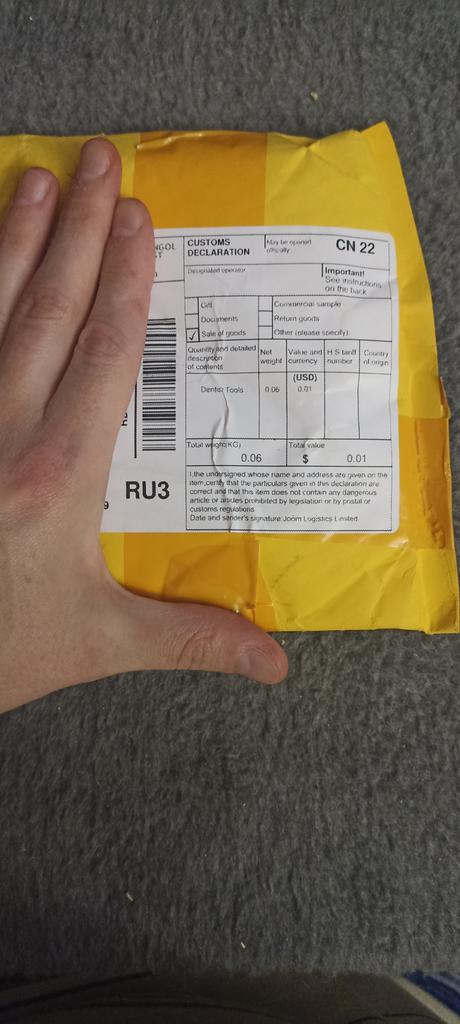 NGOL
CUSTOMS DECLARATION
May be opened officially
CN 22
Designated operator
Important!
See instructions
on the back
Gift
Commercial sample
Documents
Return goods
✓ Sale of goods
Other (please specify)
Quantity and detailed description of contents
Net weight
Value and currency
H S tariff number
Country of origin
(USD)
Dentist Tools 0.06 0.01
Total weight(KG)
Total value
0.06 $ 0.01
I,the undersigned,whose name and address are given on the
item,certify that the particulars given in this declaration are
correct and that this item does not contain any dangerous
article or articles prohibited by legislation or by postal or
customs regulations
Date and sender's signature:Joom Logistics Limited
RU3
9